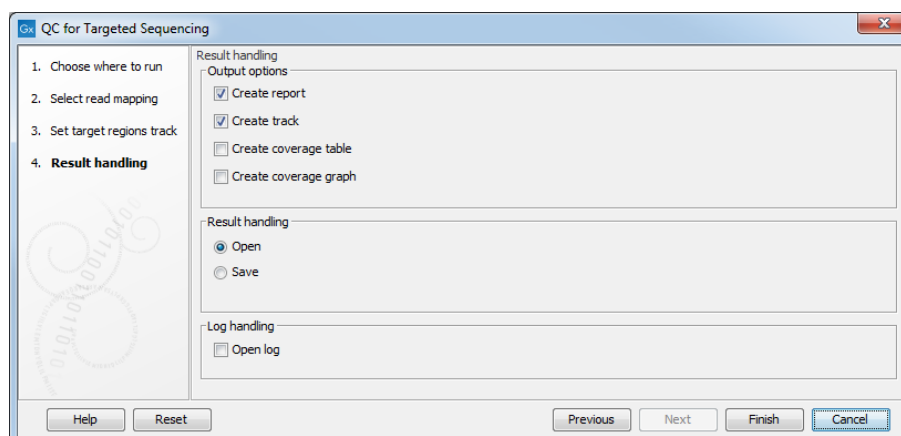 Gx QC for Targeted Sequencing
1. Choose where to run
2. Select read mapping
3. Set target regions track
4. Result handling
Result handling
Output options
Create report
Create track
Create coverage table
Create coverage graph
Result handling
Open
Save
Log handling
Open log
Help Reset Previous Next Finish Cancel